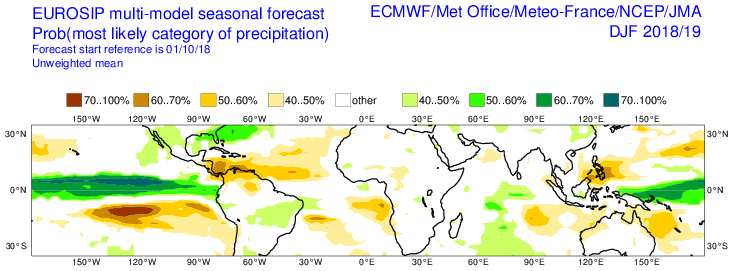 EUROSIP multi-model seasonal forecast
ECMWF/Met Office/Meteo-France/NCEP/JMA
Prob(most likely category of precipitation)
DJF 2018/19
Forecast start reference is 01/10/18
Unweighted mean
70..100% 60..70% 50..60% 40..50% other 40..50% 50..60% 60..70% 70..100%
150°W 120°W 90°W 60°W 30°W 0°E 30°E 60°E 90°E 120°E 150°E
30°N 30°N
0°N 0°N
30°S 30°S
150°W 120°W 90°W 60°W 30°W 0°E 30°E 60°E 90°E 120°E 150°E